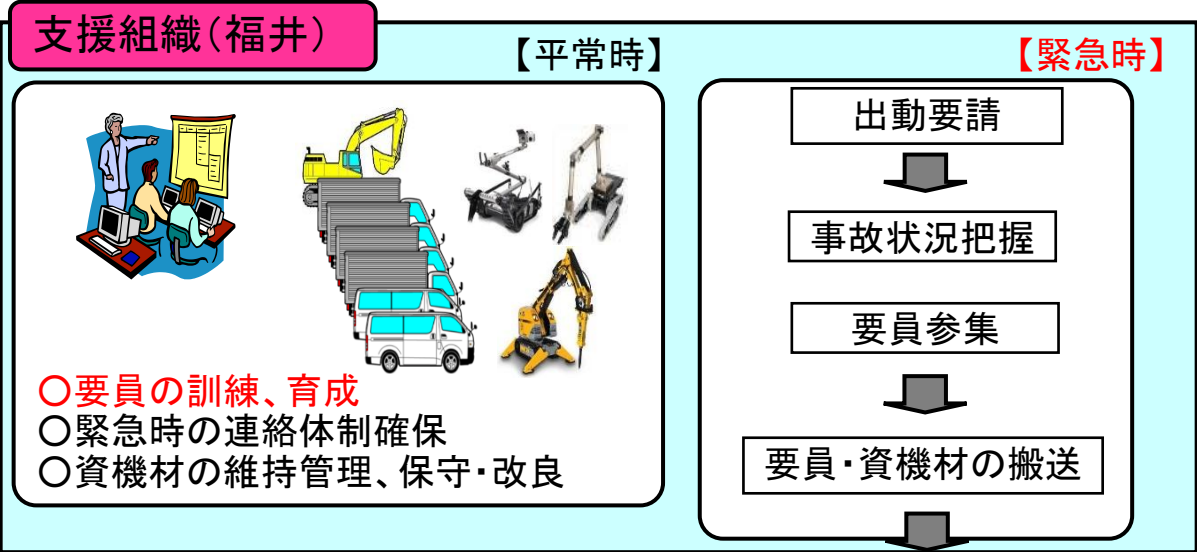 支援組織(福井)
【平常時】
○要員の訓練、育成
○緊急時の連絡体制確保
○資機材の維持管理、保守・改良
【緊急時】
出動要請
事故状況把握
要員参集
要員・資機材の搬送